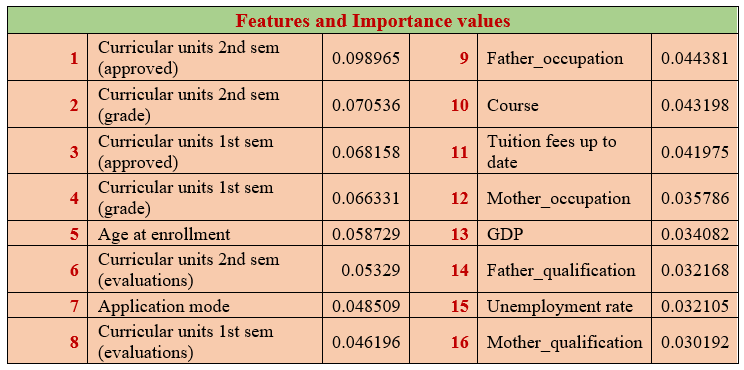 Features and Importance values
1 Curricular units 2nd sem (approved) 0.098965 9 Father_occupation 0.044381
2 Curricular units 2nd sem (grade) 0.070536 10 Course 0.043198
3 Curricular units 1st sem (approved) 0.068158 11 Tuition fees up to date 0.041975
4 Curricular units 1st sem (grade) 0.066331 12 Mother_occupation 0.035786
5 Age at enrollment 0.058729 13 GDP 0.034082
6 Curricular units 2nd sem (evaluations) 0.05329 14 Father_qualification 0.032168
7 Application mode 0.048509 15 Unemployment rate 0.032105
8 Curricular units 1st sem (evaluations) 0.046196 16 Mother_qualification 0.030192